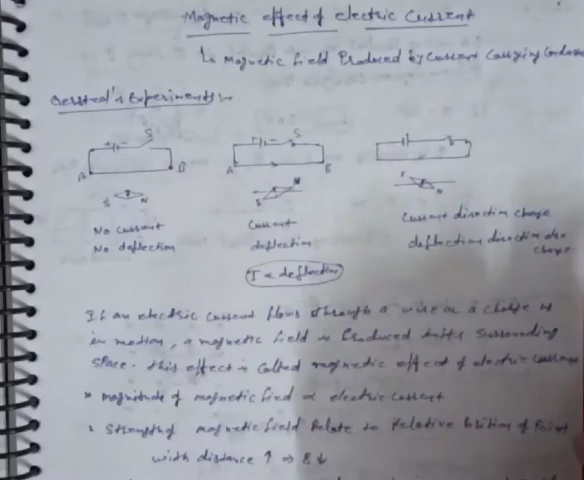 Magnetic effect of electric Current
↳ Magnetic field Produced by Current Carrying Conductor
Oersted's Experiments:-
+ - S
+ - S
A B
A B
S N
S N
S N
No current
No deflection
Current
deflection
Current direction change
deflection direction also
change
I ∝ deflection
If an electric current flows through a wire or a charge is
in motion, a magnetic field is Produced in its Surrounding
Space. This effect is called magnetic effect of electric current
* Magnitude of magnetic field ∝ electric current
* Strength of magnetic field Relate to Relative Position of Point
with distance ↑ ⇒ B↓